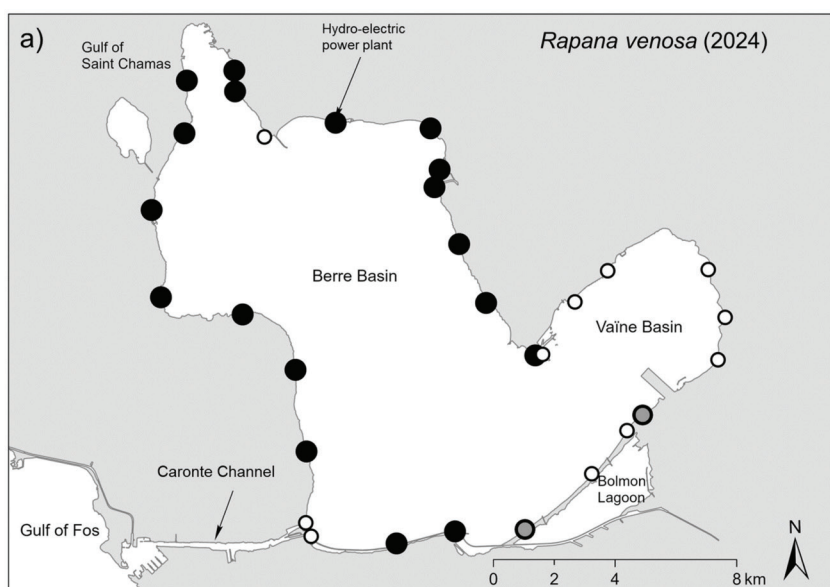 a)
Gulf of
Saint Chamas
Hydro-electric
power plant
Rapana venosa (2024)
Berre Basin
Vaïne Basin
Caronte Channel
Bolmon
Lagoon
Gulf of Fos
N
0 2 4 8 km